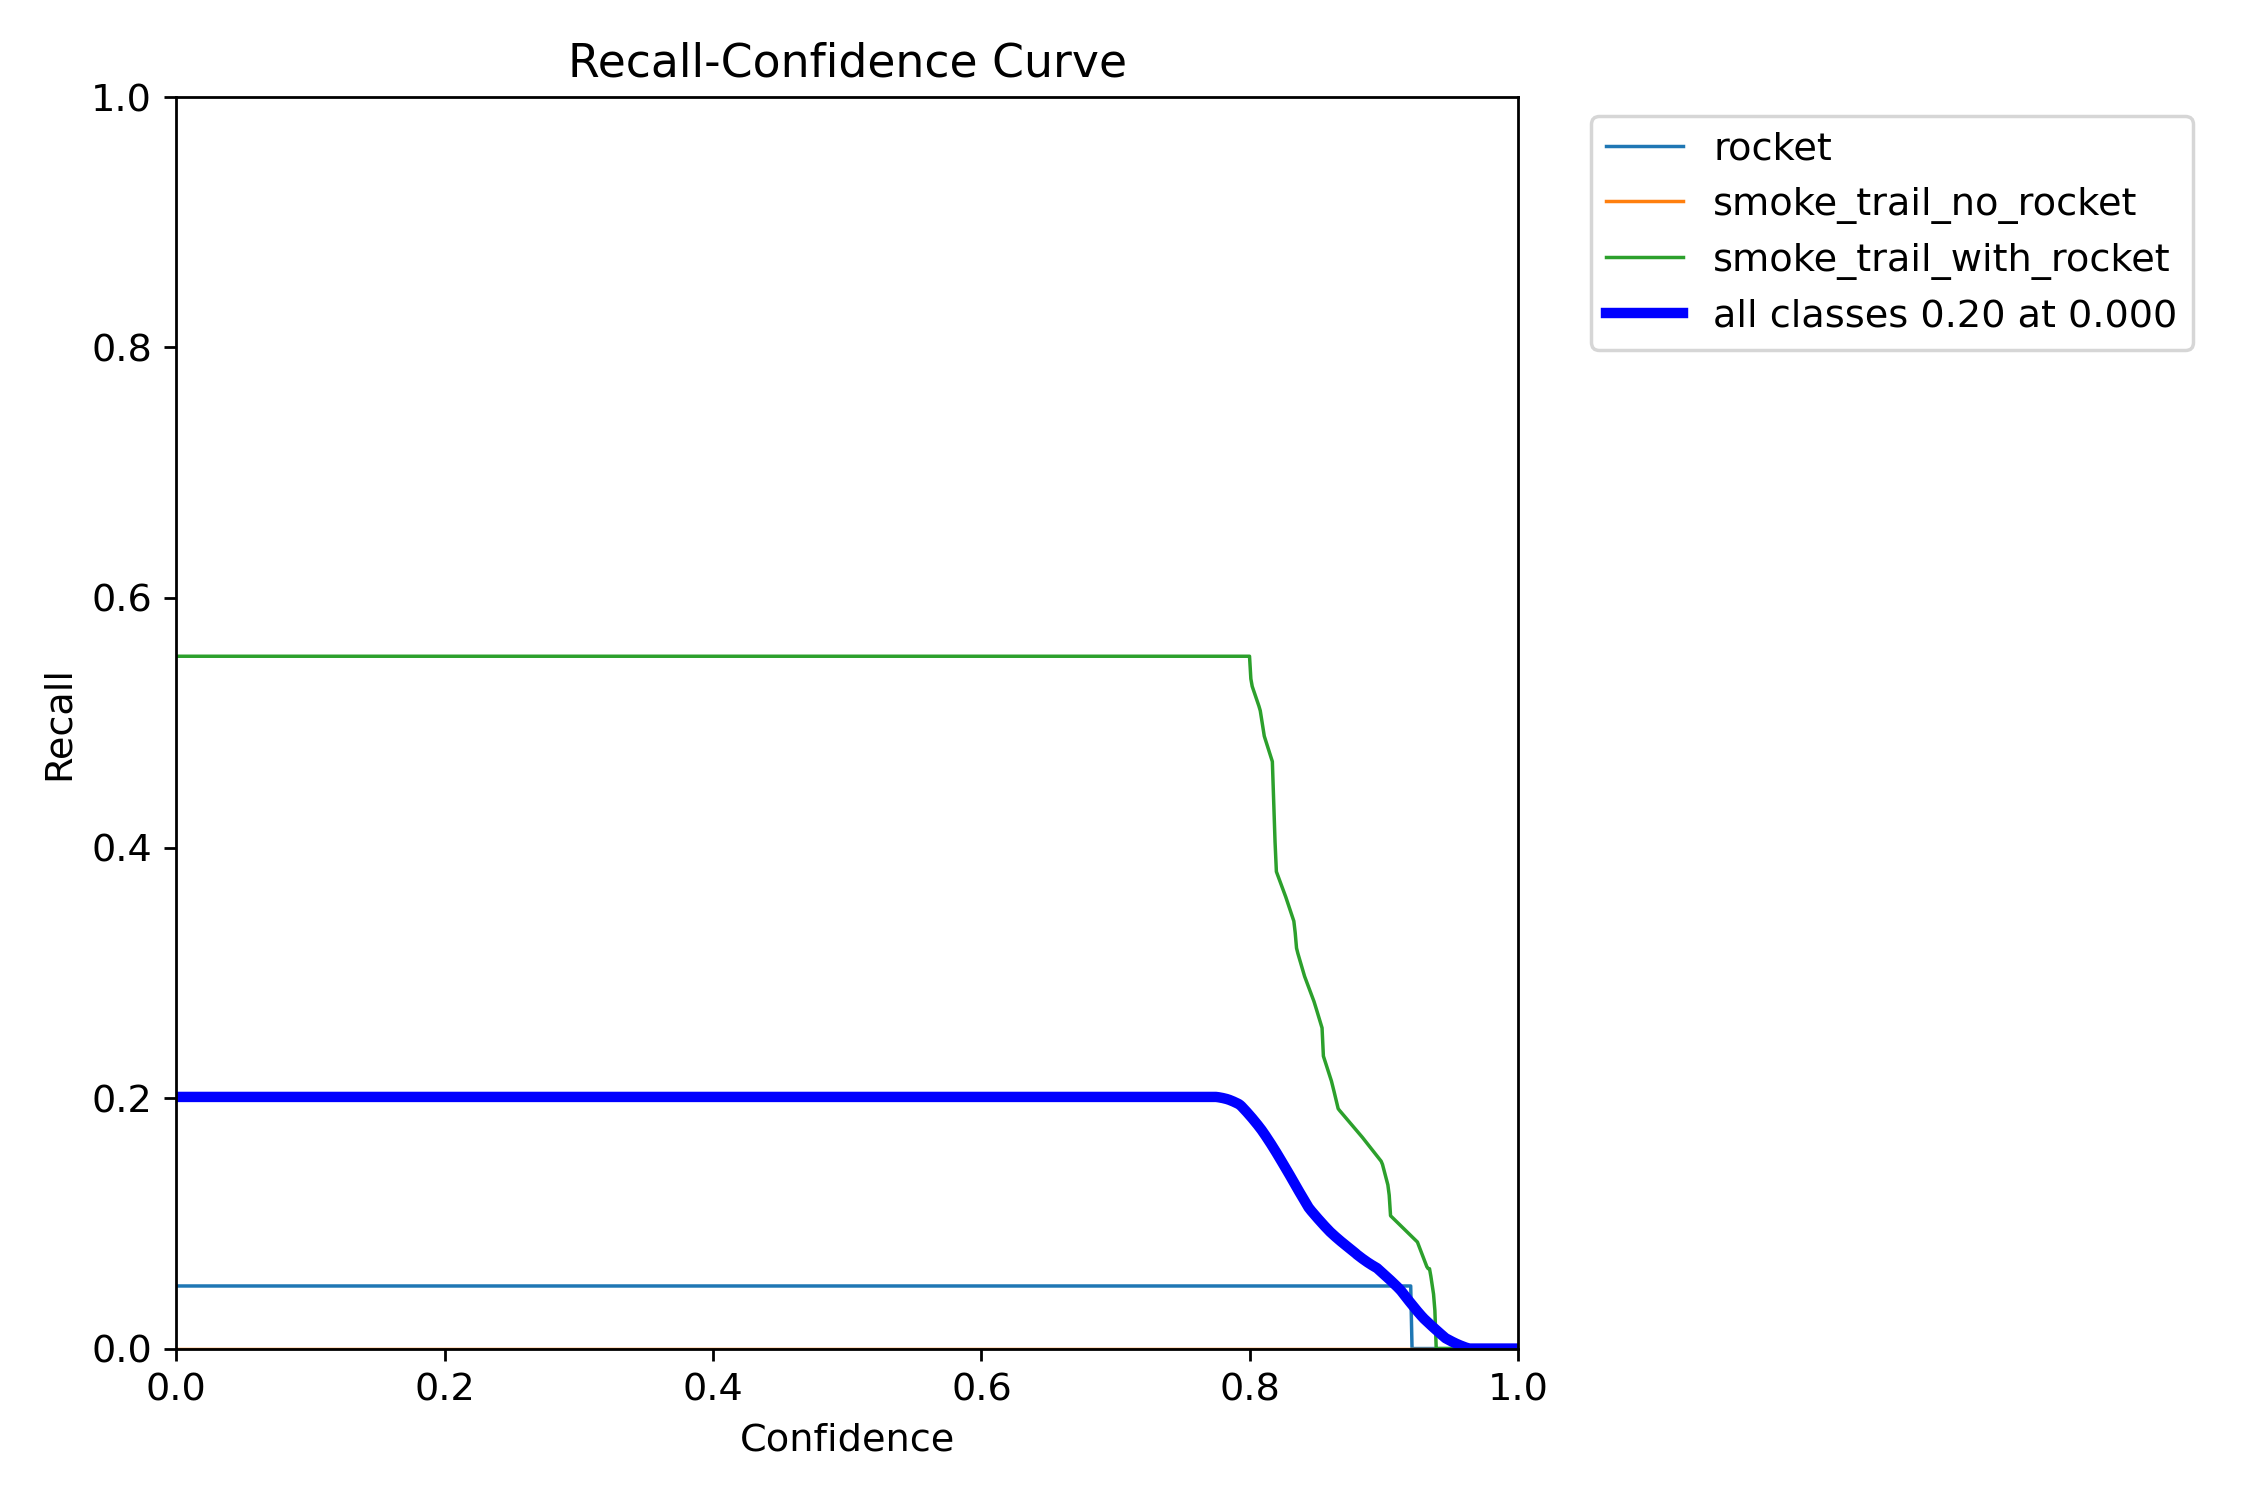 Recall-Confidence Curve
1.0
0.8
0.6
0.4
0.2
0.0
Recall
0.0 0.2 0.4 0.6 0.8 1.0
Confidence
rocket
smoke_trail_no_rocket
smoke_trail_with_rocket
all classes 0.20 at 0.000